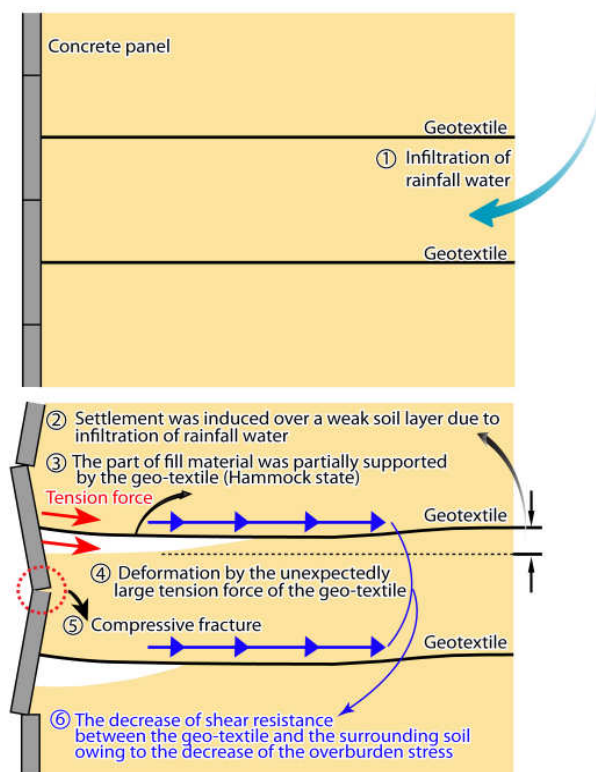 Concrete panel
Geotextile
① Infiltration of
rainfall water
Geotextile
② Settlement was induced over a weak soil layer due to
infiltration of rainfall water
③ The part of fill material was partially supported
by the geo-textile (Hammock state)
Tension force
Geotextile
④ Deformation by the unexpectedly
large tension force of the geo-textile
⑤ Compressive fracture
Geotextile
⑥ The decrease of shear resistance
between the geo-textile and the surrounding soil
owing to the decrease of the overburden stress